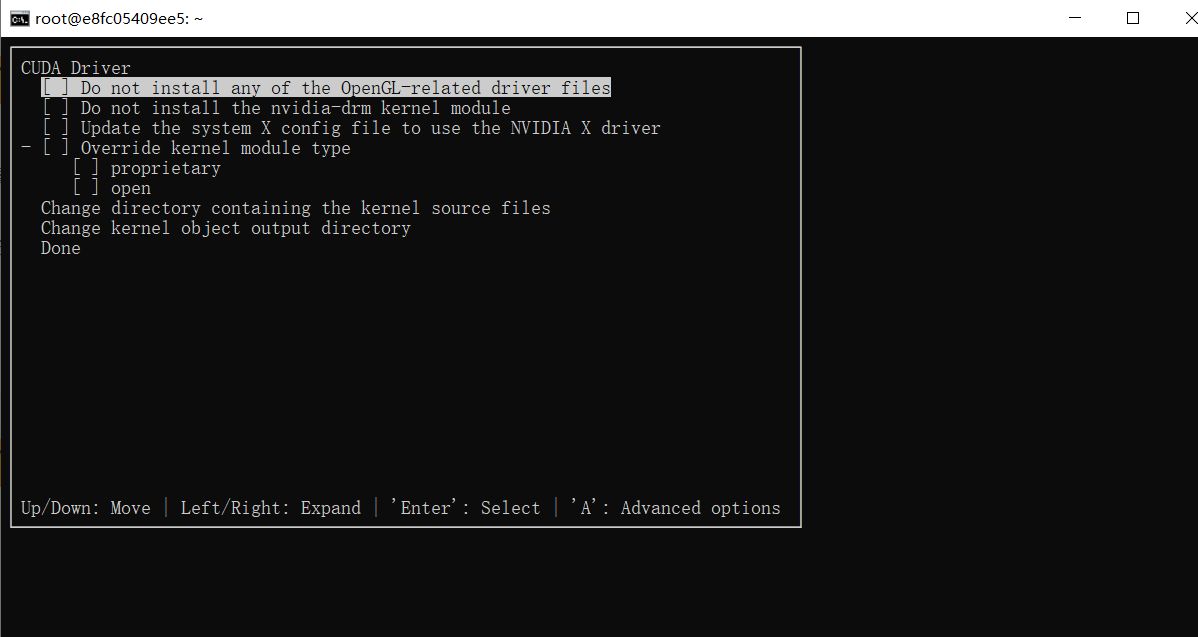 root@e8fc05409ee5: ~
CUDA Driver
[ ] Do not install any of the OpenGL-related driver files
[ ] Do not install the nvidia-drm kernel module
[ ] Update the system X config file to use the NVIDIA X driver
- [ ] Override kernel module type
[ ] proprietary
[ ] open
Change directory containing the kernel source files
Change kernel object output directory
Done
Up/Down: Move | Left/Right: Expand | 'Enter': Select | 'A': Advanced options